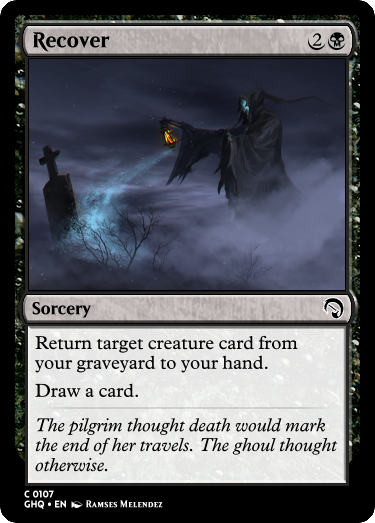 Recover 2
Sorcery
Return target creature card from
your graveyard to your hand.
Draw a card.
The pilgrim thought death would mark
the end of her travels. The ghoul thought
otherwise.
C 0107
GHQ • EN Ramses Melendez